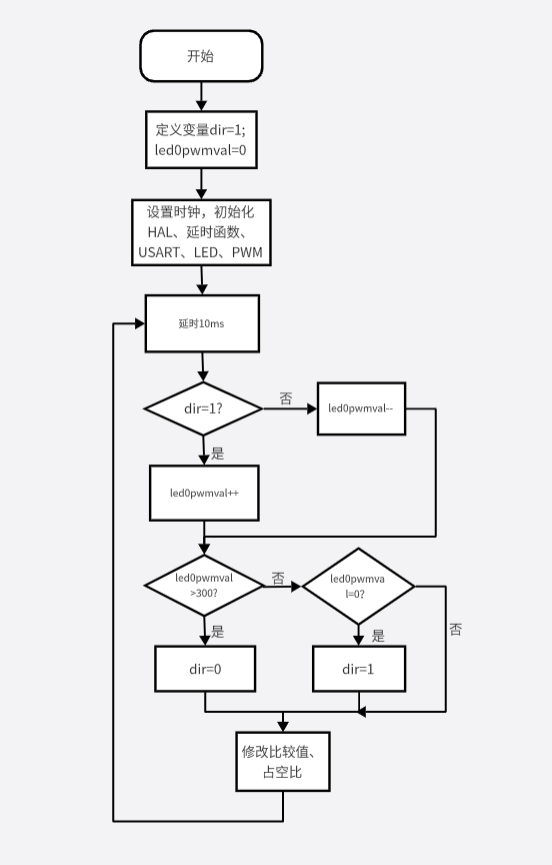 开始
定义变量dir=1;
led0pwmval=0
设置时钟，初始化
HAL、延时函数、
USART、LED、PWM
延时10ms
dir=1?
否
led0pwmval--
是
led0pwmval++
led0pwmval
>300?
否
led0pwmva
l=0?
是
是
否
dir=0
dir=1
修改比较值、
占空比